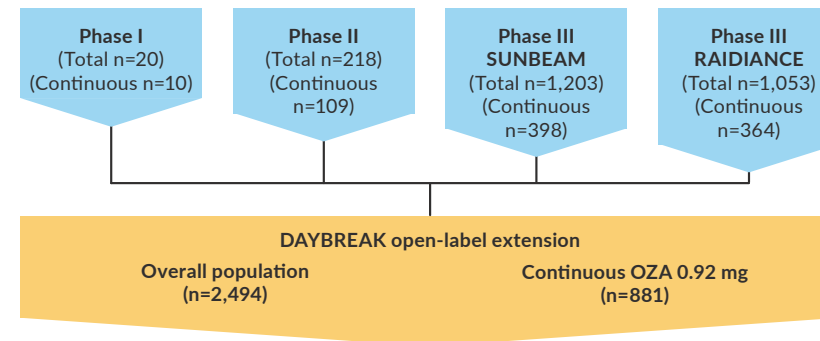 Phase I
(Total n=20)
(Continuous n=10)
Phase II
(Total n=218)
(Continuous
n=109)
Phase III
SUNBEAM
(Total n=1,203)
(Continuous
n=398)
Phase III
RAIDIANCE
(Total n=1,053)
(Continuous
n=364)
DAYBREAK open-label extension
Overall population
(n=2,494)
Continuous OZA 0.92 mg
(n=881)